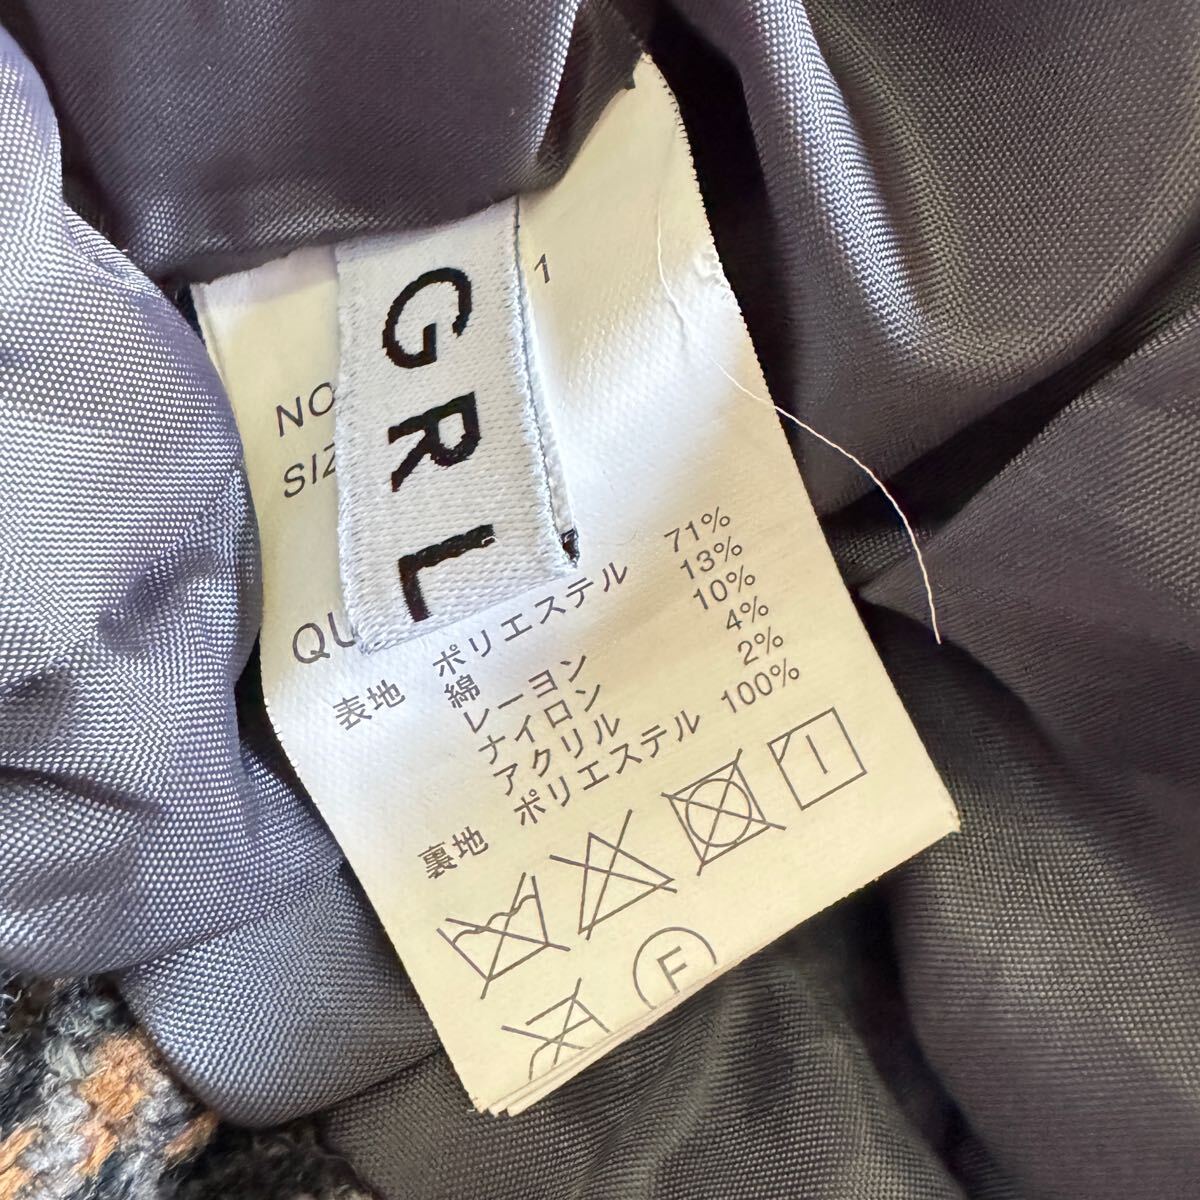 GRL
1
NO
SIZ
QU
表地 ポリエステル 71%
綿 13%
レーヨン 10%
ナイロン 4%
アクリル 2%
裏地 ポリエステル 100%
F